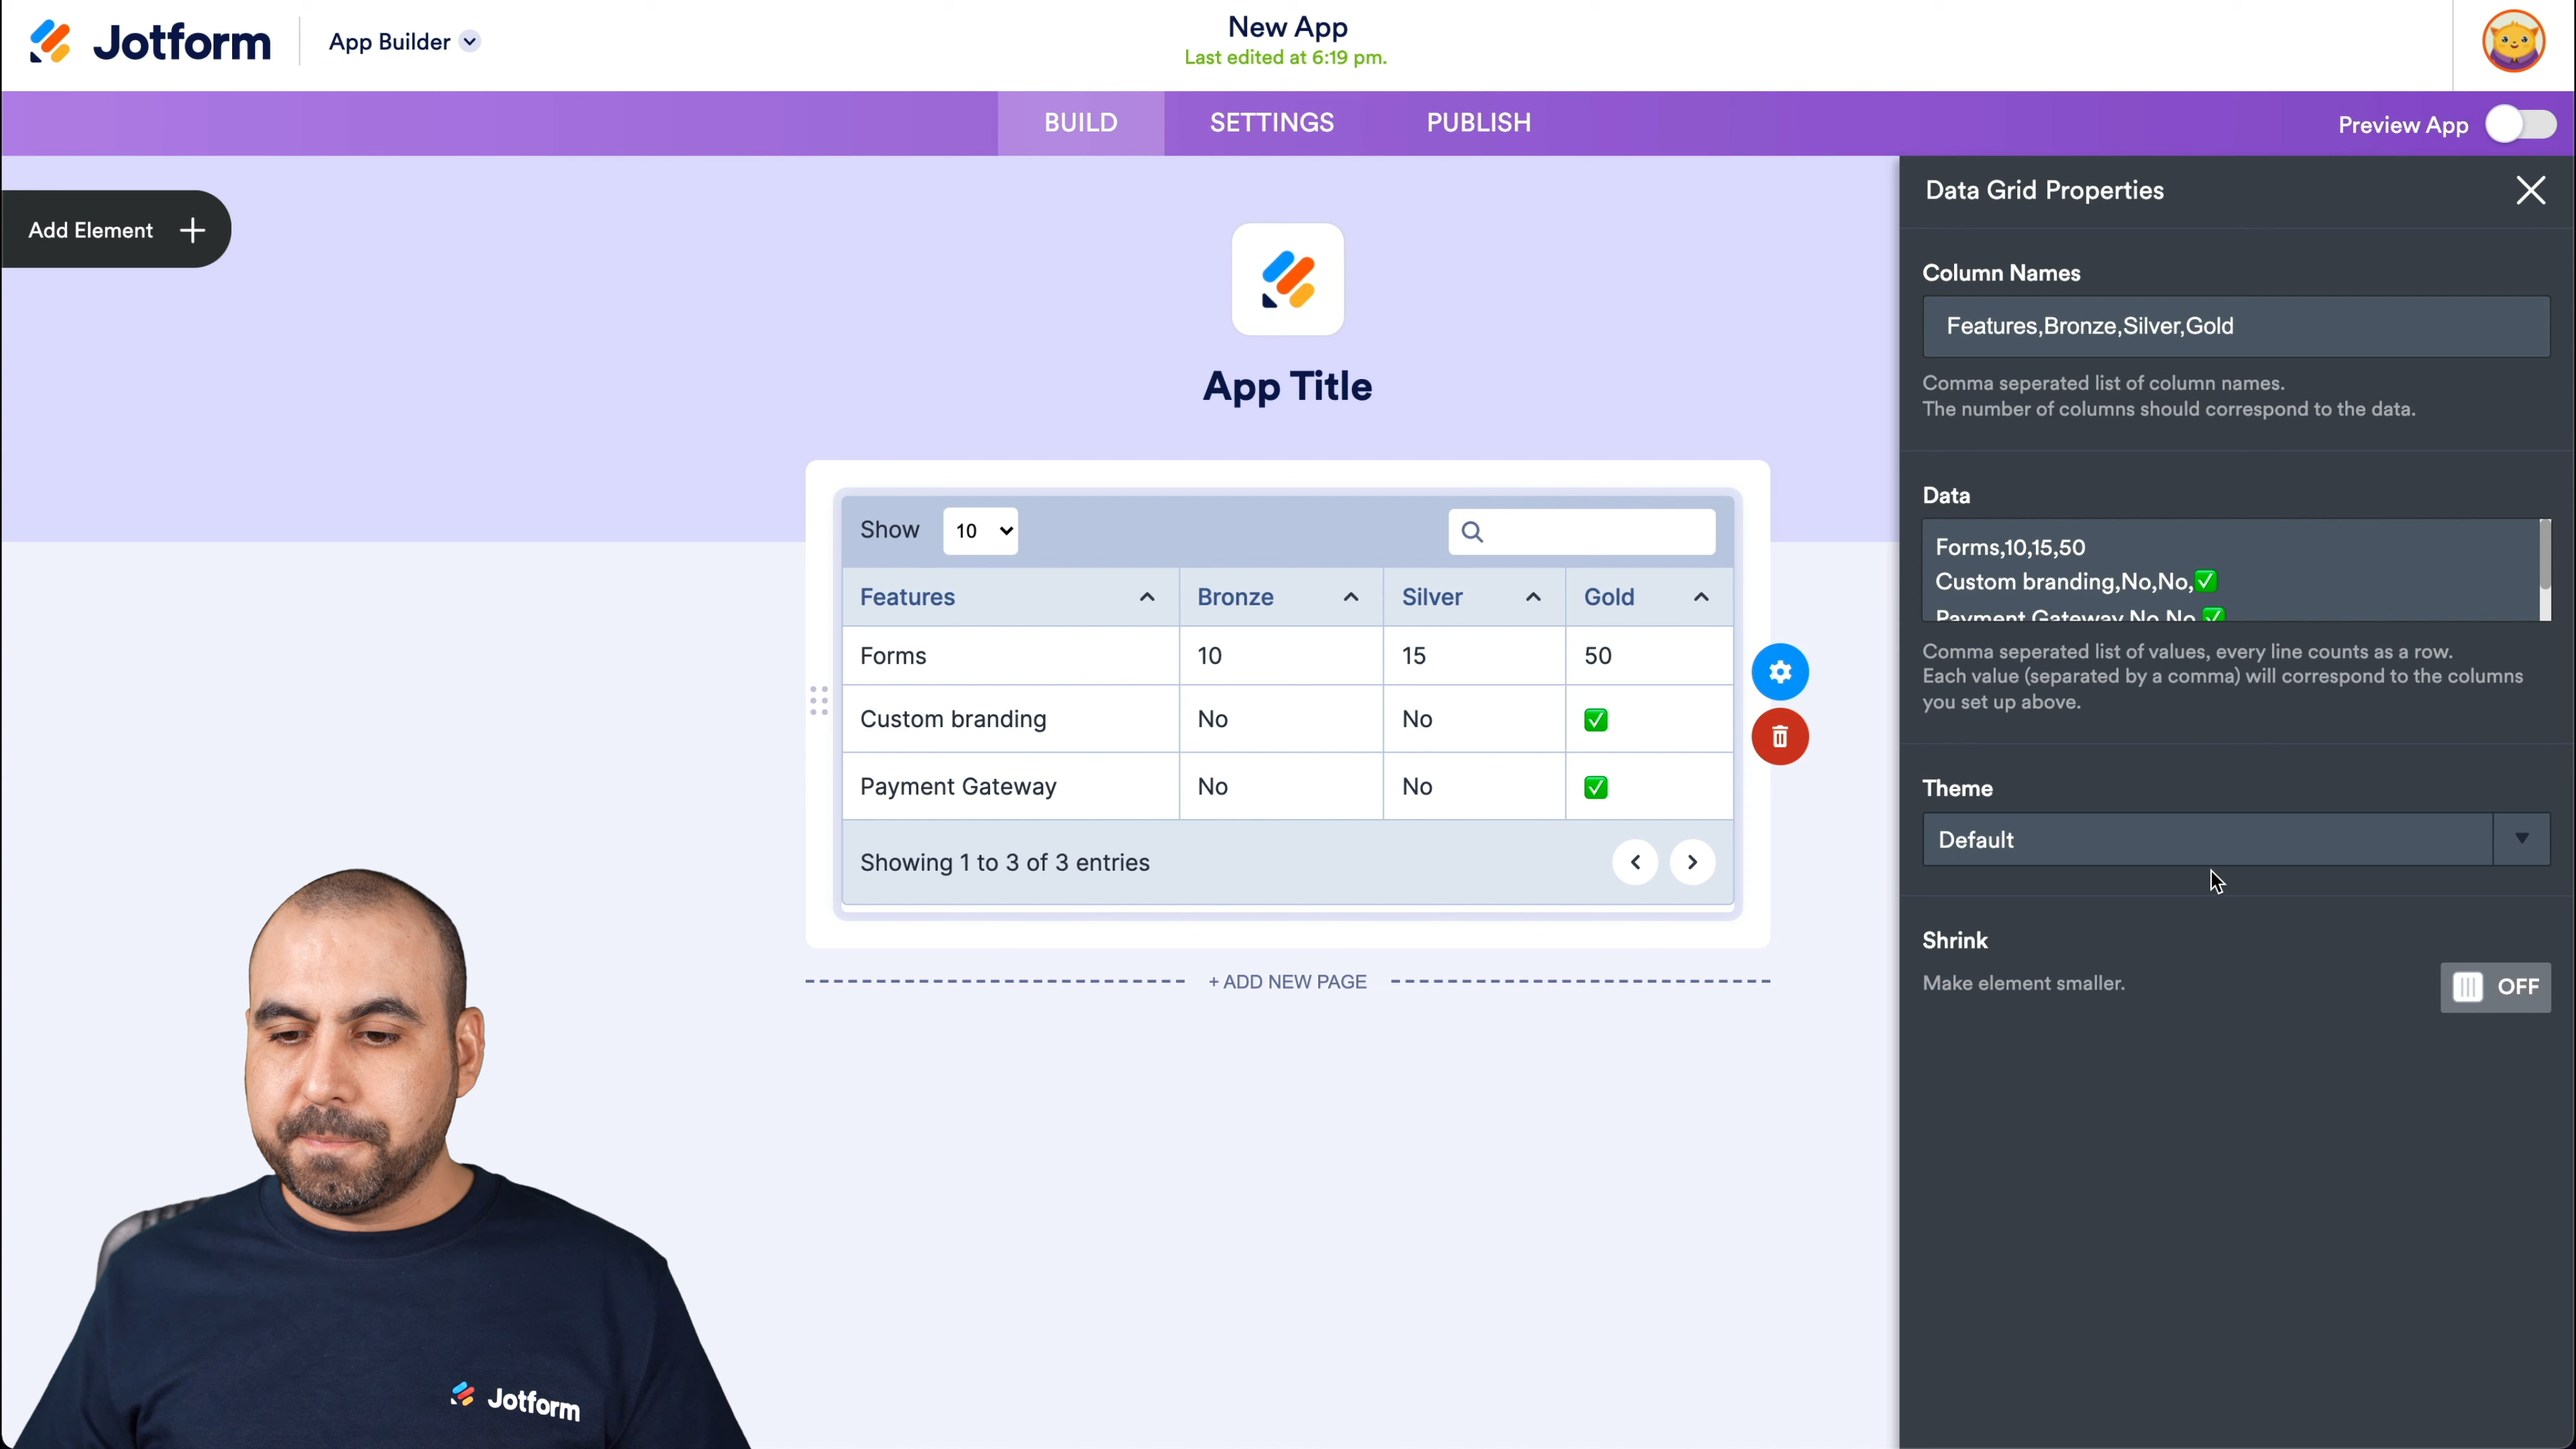 Jotform
App Builder
New App
Last edited at 6:19 pm.
BUILD
SETTINGS
PUBLISH
Preview App
Add Element
App Title
Show
10
Features
Bronze
Silver
Gold
Forms
10
15
50
Custom branding
No
No
✅
Payment Gateway
No
No
✅
Showing 1 to 3 of 3 entries
+ ADD NEW PAGE
Data Grid Properties
Column Names
Features,Bronze,Silver,Gold
Comma seperated list of column names.
The number of columns should correspond to the data.
Data
Forms,10,15,50
Custom branding,No,No,✅
Payment Gateway,No,No,✅
Comma seperated list of values, every line counts as a row.
Each value (separated by a comma) will correspond to the columns
you set up above.
Theme
Default
Shrink
Make element smaller.
OFF
Jotform